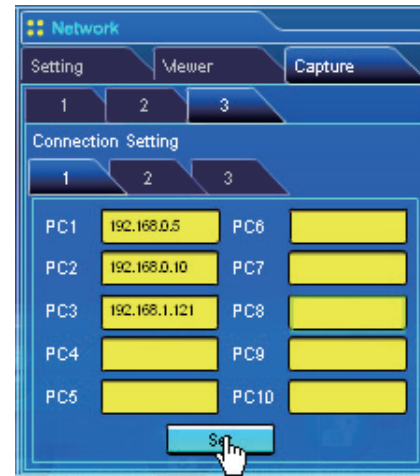 Network
Setting Viewer Capture
1 2 3
Connection Setting
1 2 3
PC1 192.168.0.5 PC6
PC2 192.168.0.10 PC7
PC3 192.168.1.121 PC8
PC4 PC9
PC5 PC10